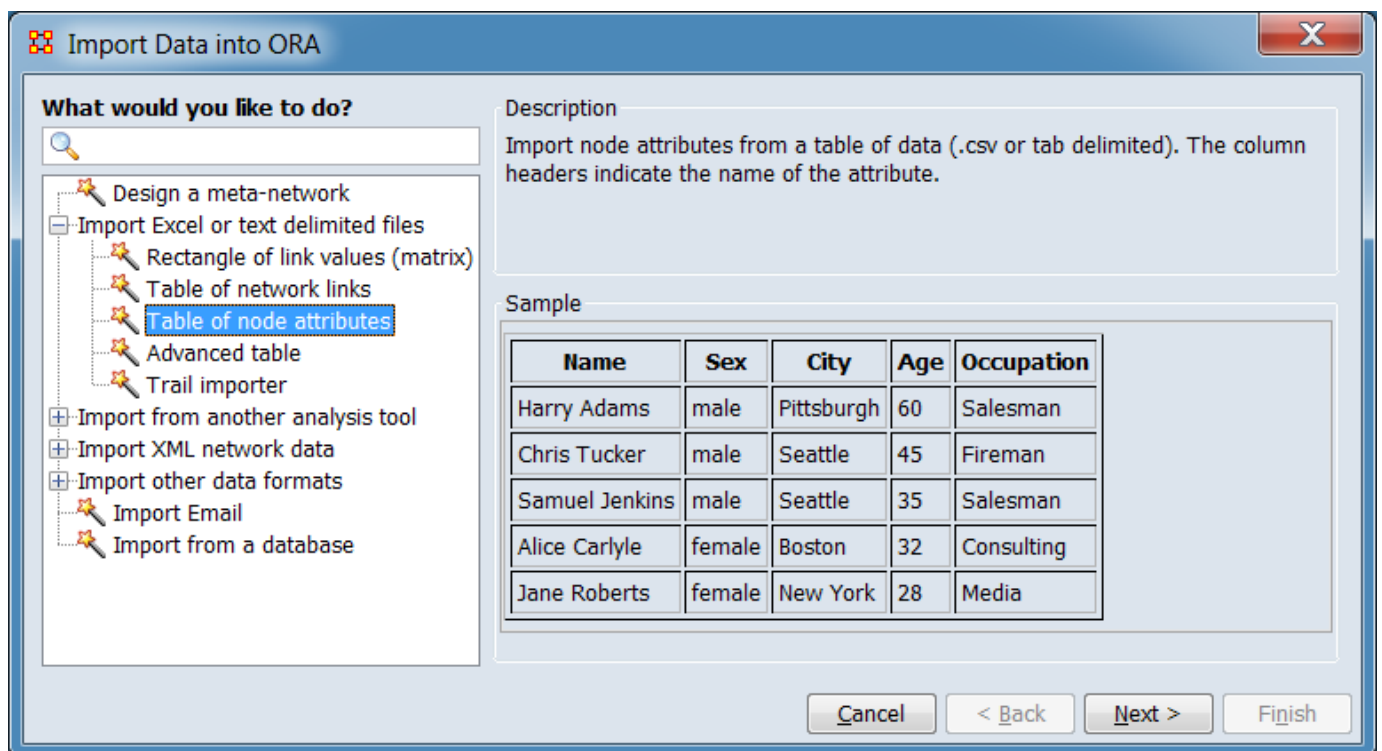 Import Data into ORA
X
What would you like to do?
Design a meta-network
Import Excel or text delimited files
Rectangle of link values (matrix)
Table of network links
Table of node attributes
Advanced table
Trail importer
Import from another analysis tool
Import XML network data
Import other data formats
Import Email
Import from a database
Description
Import node attributes from a table of data (.csv or tab delimited). The column
headers indicate the name of the attribute.
Sample
Name Sex City Age Occupation
Harry Adams male Pittsburgh 60 Salesman
Chris Tucker male Seattle 45 Fireman
Samuel Jenkins male Seattle 35 Salesman
Alice Carlyle female Boston 32 Consulting
Jane Roberts female New York 28 Media
Cancel < Back Next > Finish